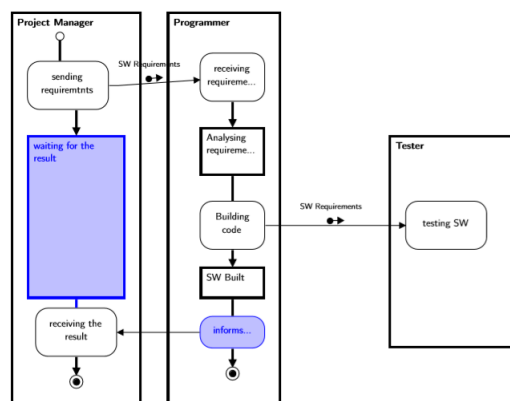 Project Manager
Programmer
SW Requirements
sending
requiremtnts
receiving
requireme...
waiting for the
result
Analysing
requireme...
Tester
SW Requirements
Building
code
testing SW
SW Built
receiving the
result
informs...